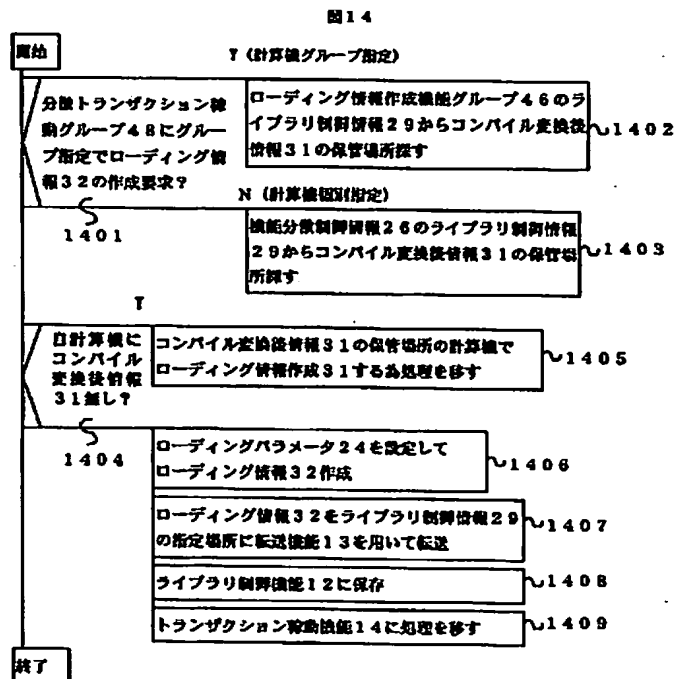 図14
開始
Y（計算機グループ指定）
分散トランザクション稼
動グループ48にグルー
プ指定でローディング情
報32の作成要求？
1401
ローディング情報作成機能グループ46のラ
イブラリ制御情報29からコンパイル変換後
情報31の保管場所探す
1402
N（計算機個別指定）
機能分散制御情報26のライブラリ制御情報
29からコンパイル変換後情報31の保管場
所探す
1403
Y
自計算機に
コンパイル
変換後情報
31無し？
1404
コンパイル変換後情報31の保管場所の計算機で
ローディング情報作成31する為処理を移す
1405
ローディングパラメータ24を設定して
ローディング情報32作成
1406
ローディング情報32をライブラリ制御情報29
の指定場所に転送機能13を用いて転送
1407
ライブラリ制御機能12に保存
1408
トランザクション稼動機能14に処理を移す
1409
終了